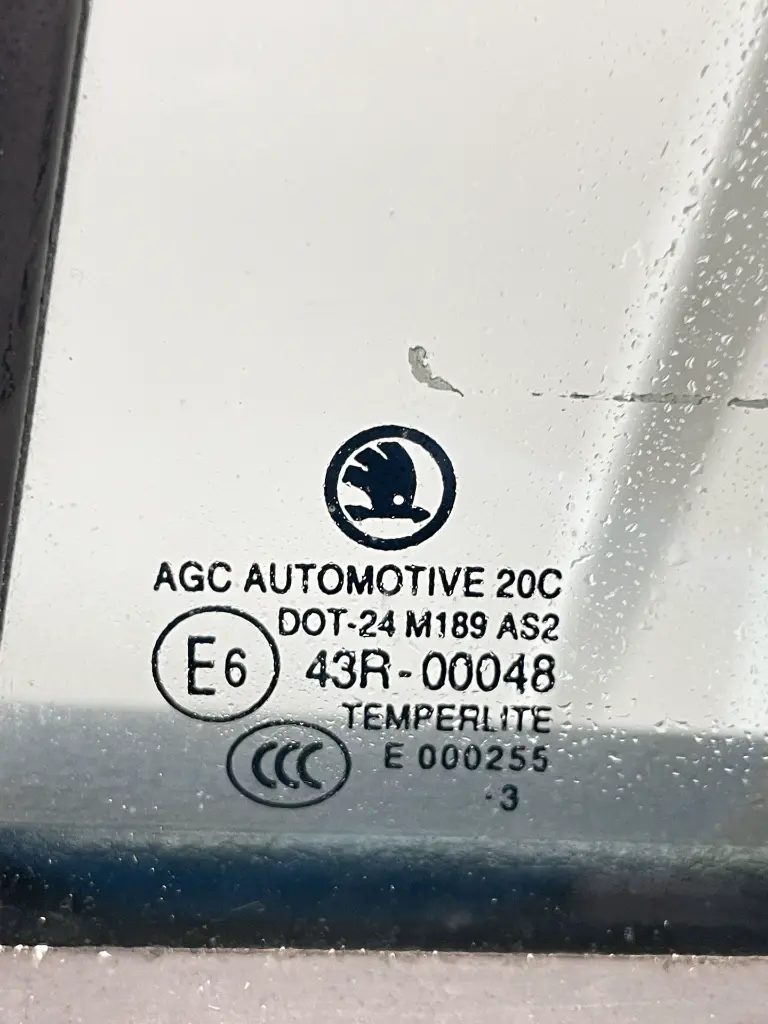 AGC AUTOMOTIVE 20C
DOT-24 M189 AS2
E6 43R-00048
TEMPERLITE
CCC E 000255
·3